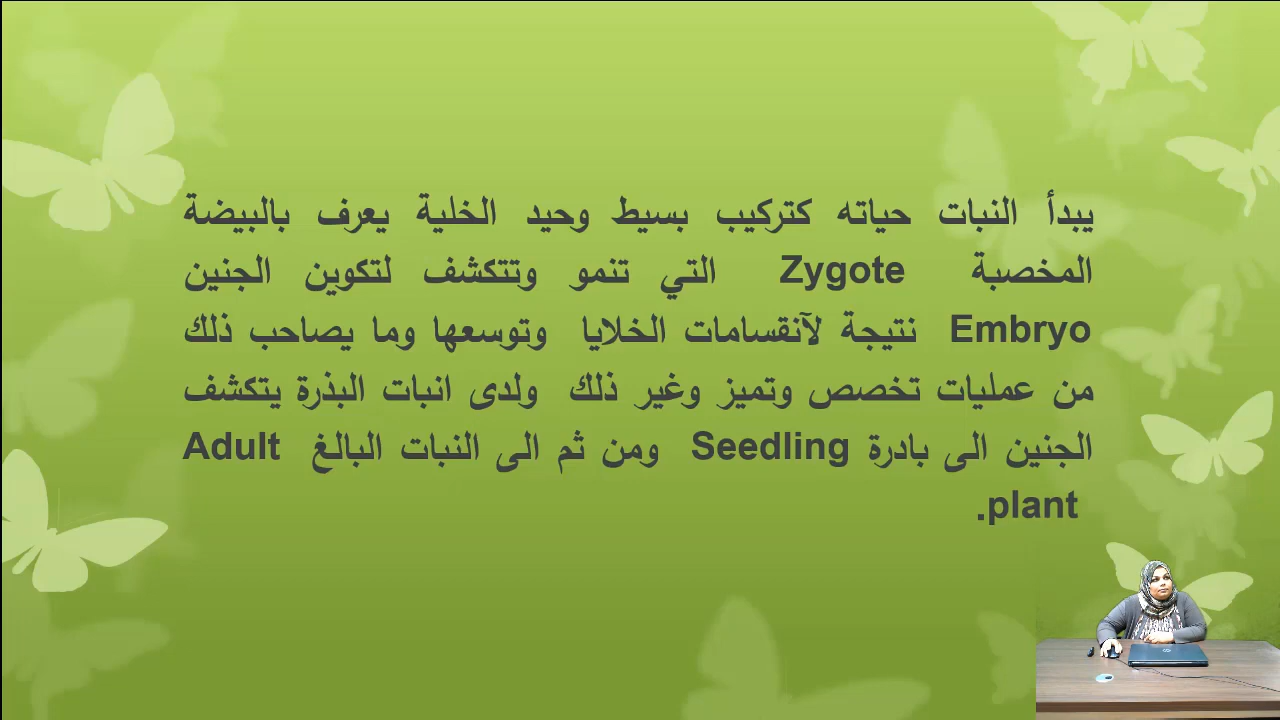 يبدأ النبات حياته كتركيب بسيط وحيد الخلية يعرف بالبيضة
المخصبة Zygote التي تنمو وتتكشف لتكوين الجنين
Embryo نتيجة لآنقسامات الخلايا وتوسعها وما يصاحب ذلك
من عمليات تخصص وتميز وغير ذلك ولدى انبات البذرة يتكشف
الجنين الى بادرة Seedling ومن ثم الى النبات البالغ Adult
plant.